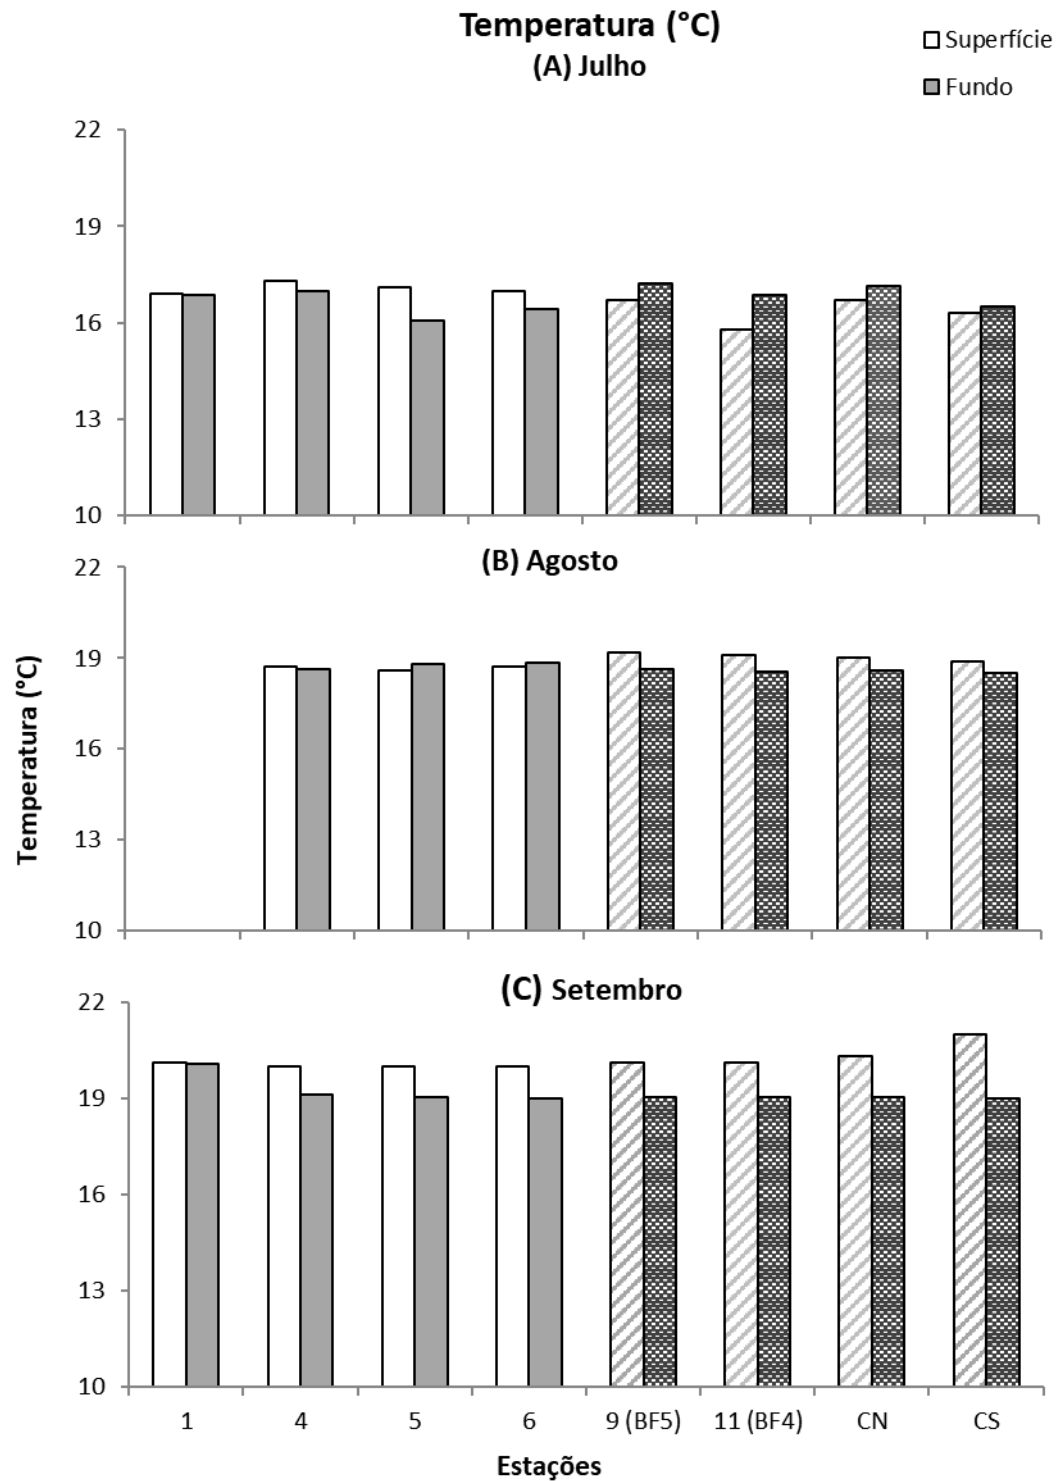 Temperatura (°C)
(A) Julho
Superfície
Fundo
22
19
16
13
10
(B) Agosto
22
19
16
13
10
Temperatura (°C)
(C) Setembro
22
19
16
13
10
1 4 5 6 9 (BF5) 11 (BF4) CN CS
Estações